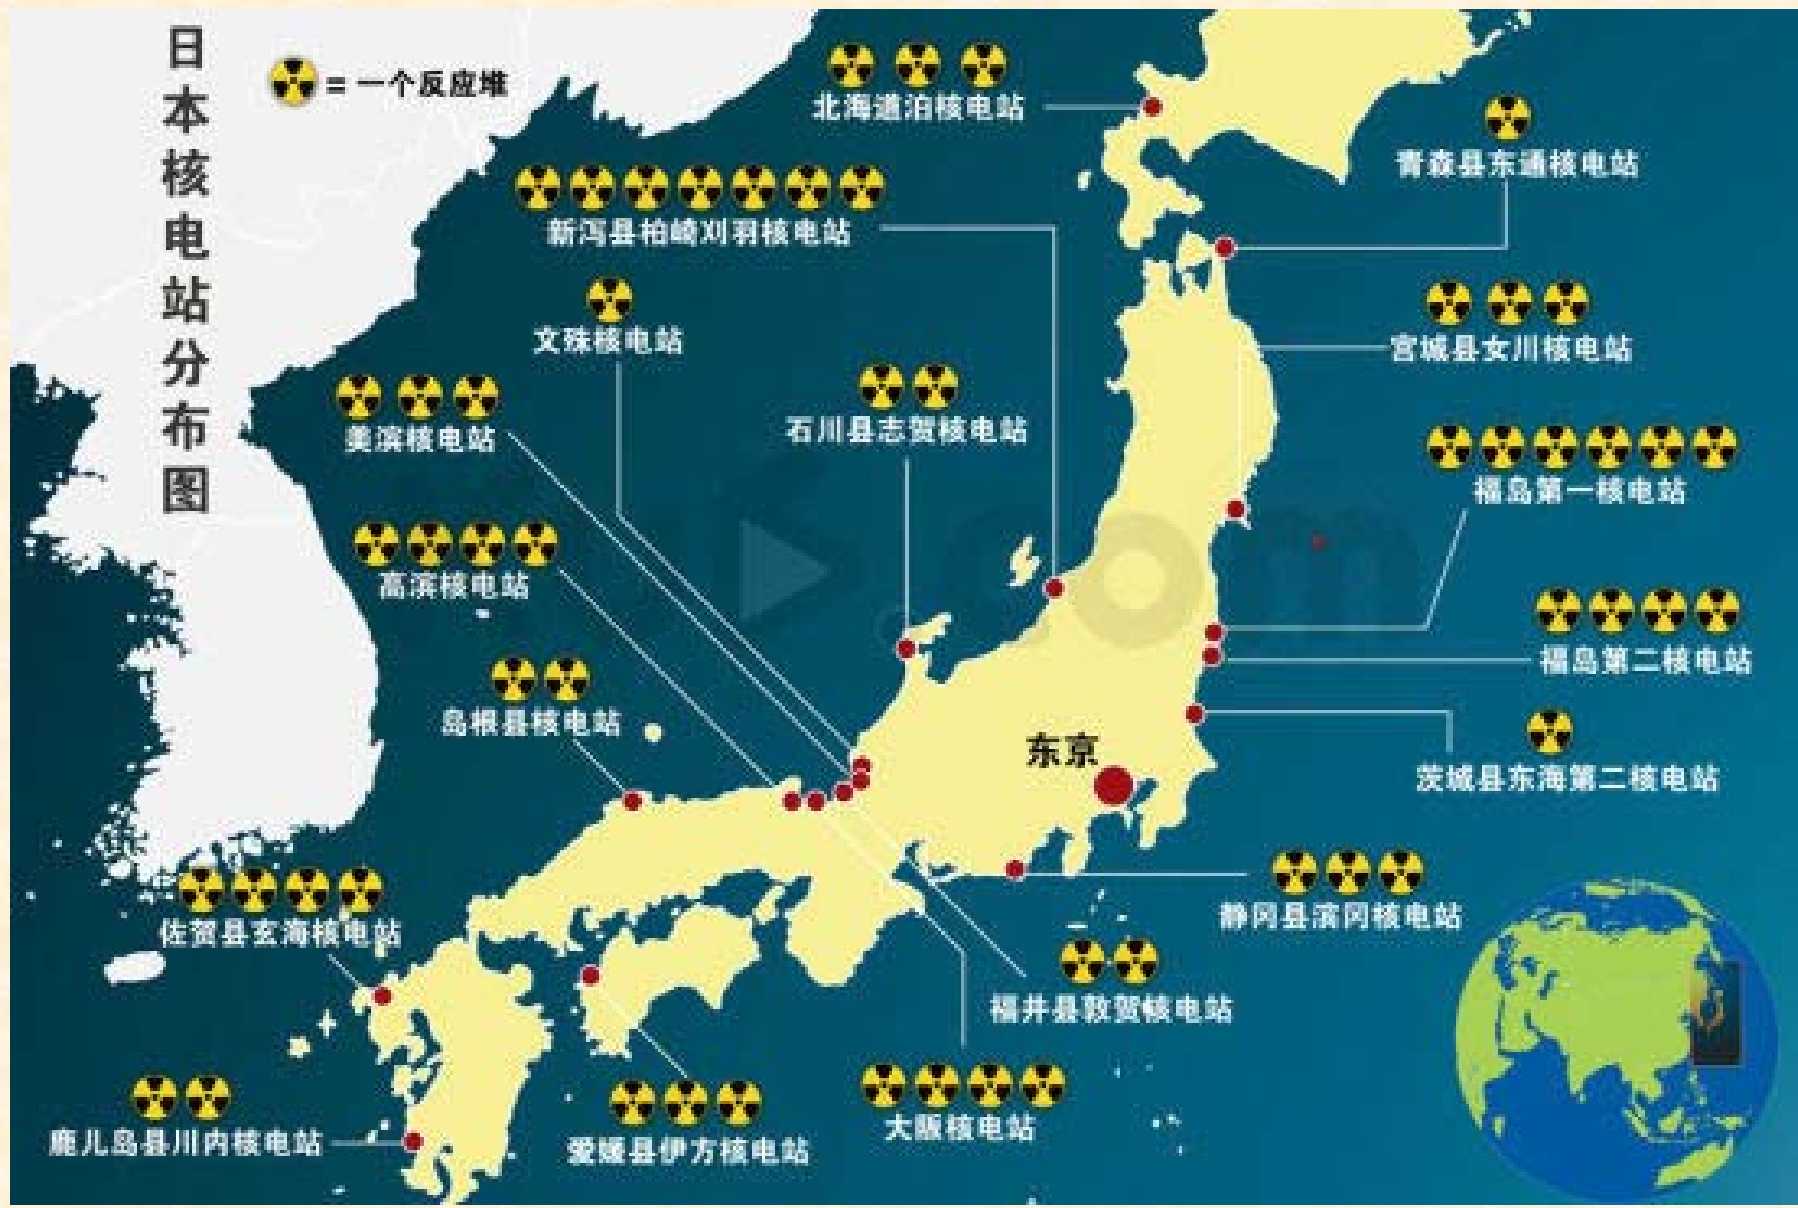 日本核电站分布图
= 一个反应堆
北海道泊核电站
青森县东通核电站
新泻县柏崎刈羽核电站
文殊核电站
宫城县女川核电站
美滨核电站
石川县志贺核电站
福岛第一核电站
高滨核电站
福岛第二核电站
岛根县核电站
东京
茨城县东海第二核电站
佐贺县玄海核电站
静冈县滨冈核电站
福井县敦贺核电站
鹿儿岛县川内核电站
爱媛县伊方核电站
大阪核电站